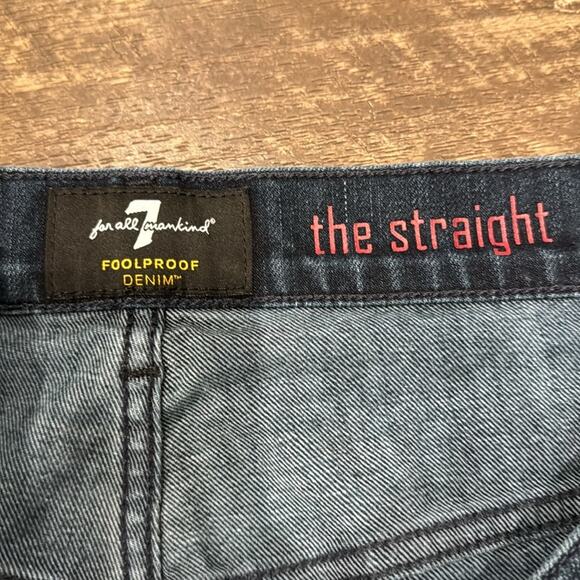 7
for all mankind®
FOOLPROOF
DENIM™
the straight